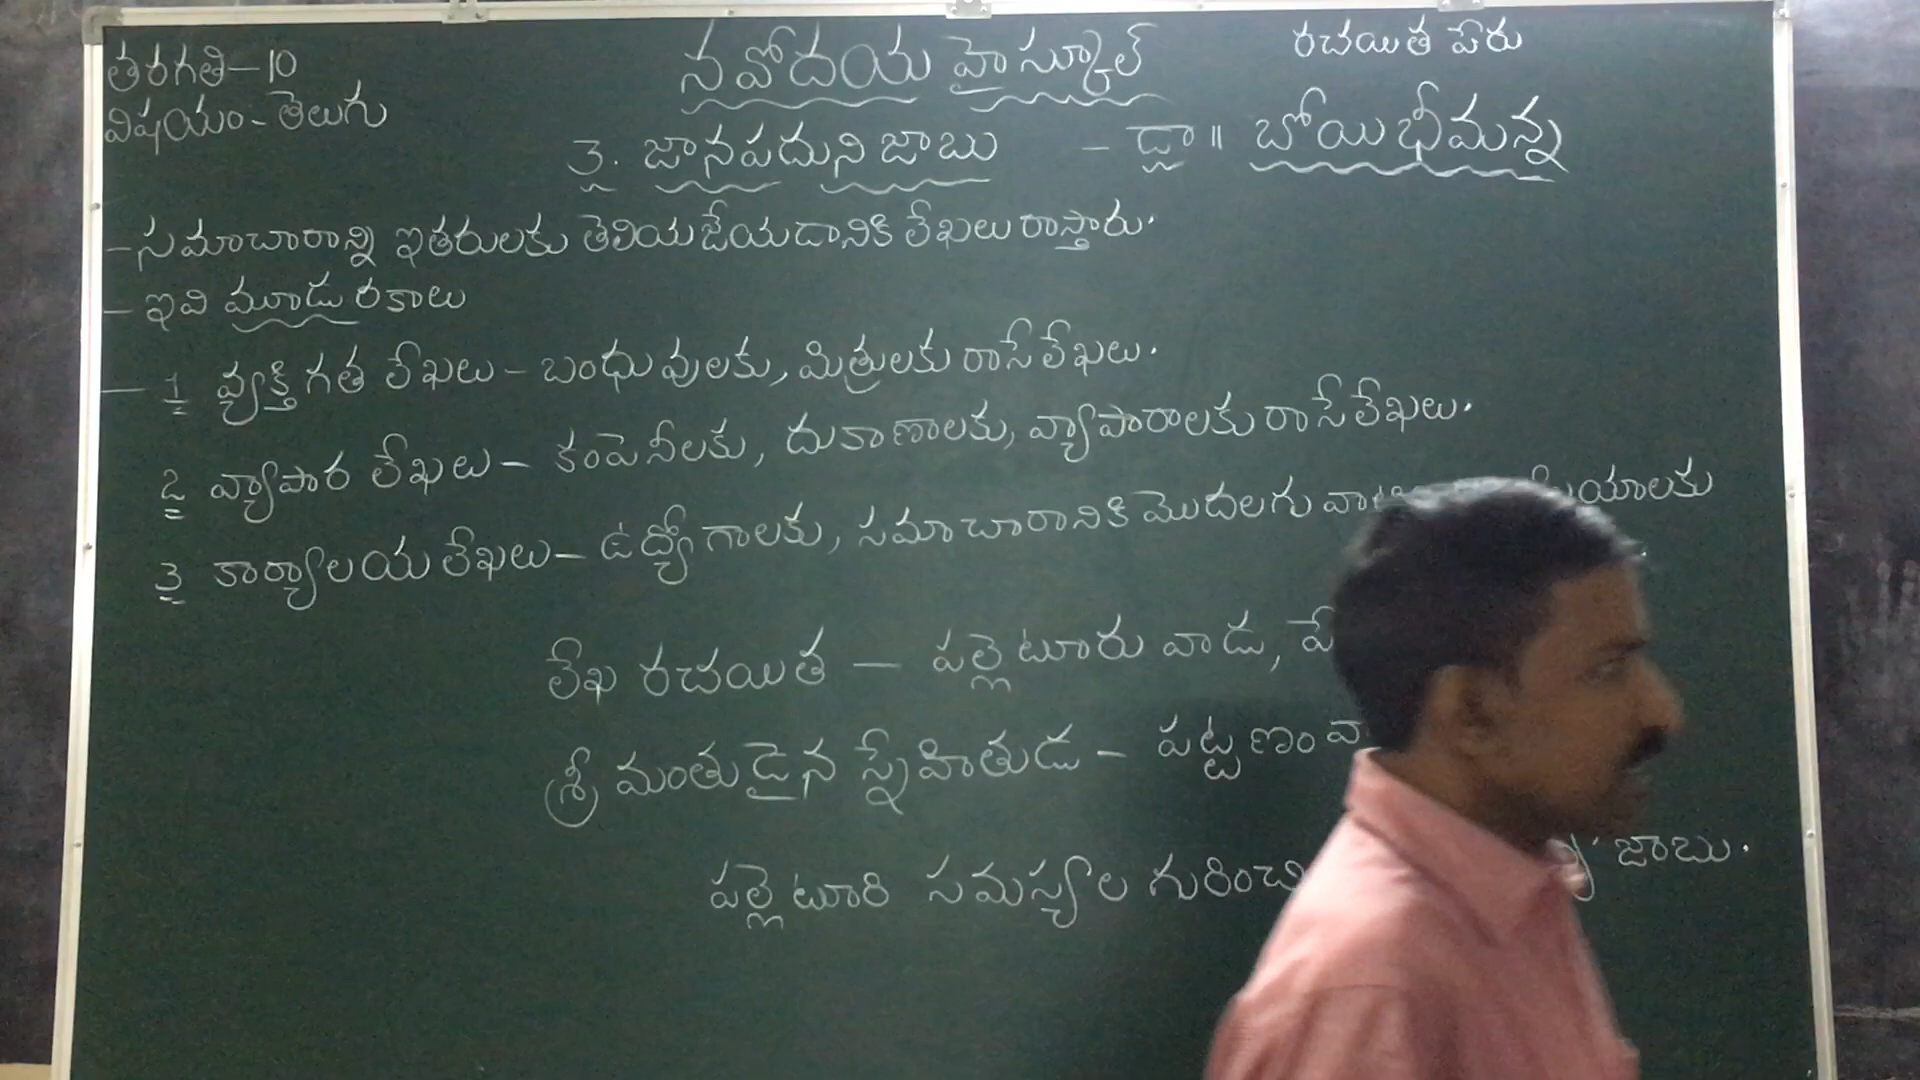 తరగతి-10
నవోదయ హైస్కూల్
రచయిత పేరు
విషయం- తెలుగు
3. జానపదుని జాబు - డా॥ బోయి భీమన్న
- సమాచారాన్ని ఇతరులకు తెలియజేయడానికి లేఖలు రాస్తారు.
- ఇవి మూడు రకాలు
- 1 వ్యక్తిగత లేఖలు - బంధువులకు, మిత్రులకు రాసే లేఖలు.
2 వ్యాపార లేఖలు - కంపెనీలకు, దుకాణాలకు, వ్యాపారాలకు రాసే లేఖలు.
3 కార్యాలయ లేఖలు - ఉద్యోగాలకు, సమాచారానికి మొదలగు
లేఖ రచయిత - పల్లెటూరు వాడు,
శ్రీమంతుడైన స్నేహితుడ - పట్టణం
పల్లెటూరి సమస్యల గురించి జాబు.